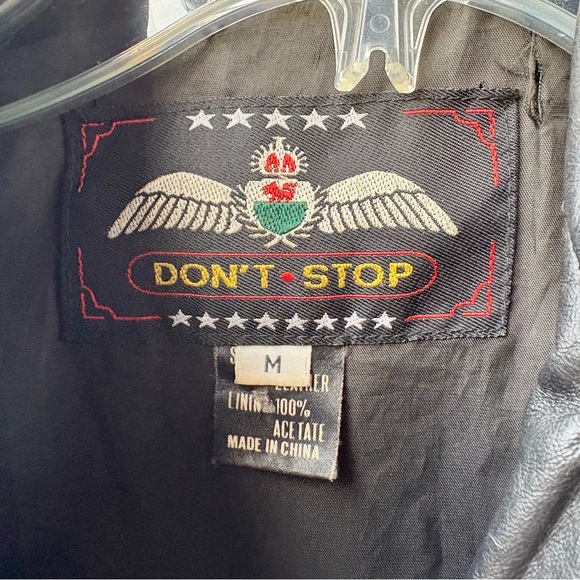 DON'T • STOP
M
LEATHER
LINING 100%
ACETATE
MADE IN CHINA